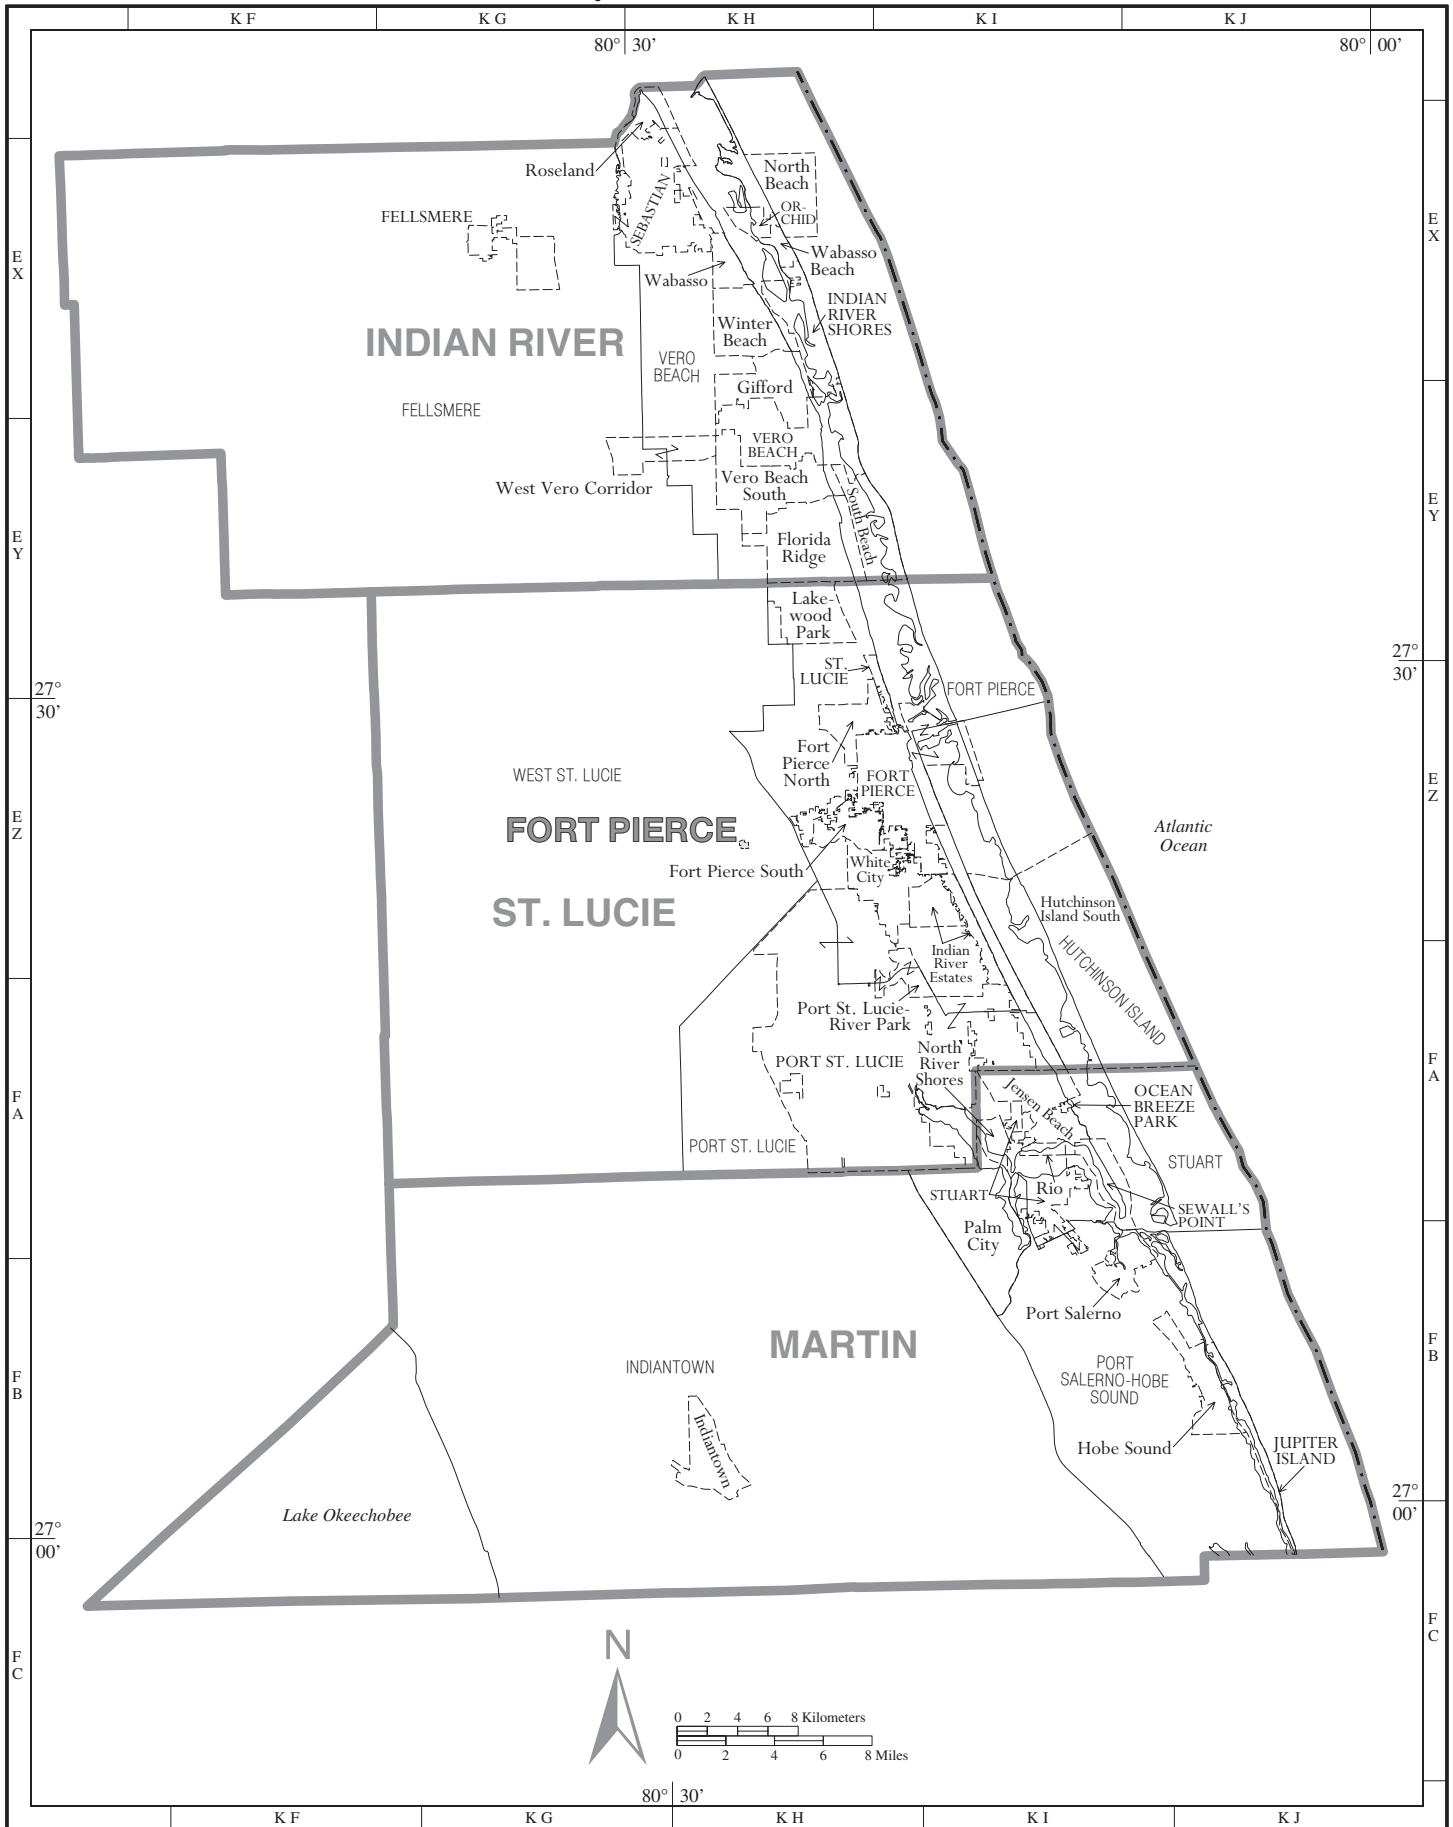 K F
K G
K H
K I
K J
80° 30’
80° 00’
Roseland
North
Beach
SEBASTIAN
OR-
CHID
FELLSMERE
Wabasso
Beach
Wabasso
E
X
E
X
INDIAN
RIVER
SHORES
Winter
Beach
INDIAN RIVER
VERO
BEACH
Gifford
FELLSMERE
VERO
BEACH
West Vero Corridor
Vero Beach
South
South Beach
E
Y
E
Y
Florida
Ridge
Lake-
wood
Park
27°
30’
ST.
LUCIE
FORT PIERCE
27°
30’
Fort
Pierce
North
WEST ST. LUCIE
FORT
PIERCE
E
Z
E
Z
FORT PIERCE
Atlantic
Ocean
Fort Pierce South
White
City
ST. LUCIE
Hutchinson
Island South
Indian
River
Estates
HUTCHINSON ISLAND
Port St. Lucie-
River Park
PORT ST. LUCIE
North
River
Shores
F
A
F
A
Jensen Beach
OCEAN
BREEZE
PARK
PORT ST. LUCIE
STUART
STUART
Rio
SEWALL’S
POINT
Palm
City
Port Salerno
MARTIN
F
B
F
B
INDIANTOWN
PORT
SALERNO-HOBE
SOUND
Indiantown
Hobe Sound
JUPITER
ISLAND
Lake Okeechobee
27°
00’
27°
00’
F
C
F
C
N
0 2 4 6 8 Kilometers
0 2 4 6 8 Miles
80° 30’
K F
K G
K H
K I
K J